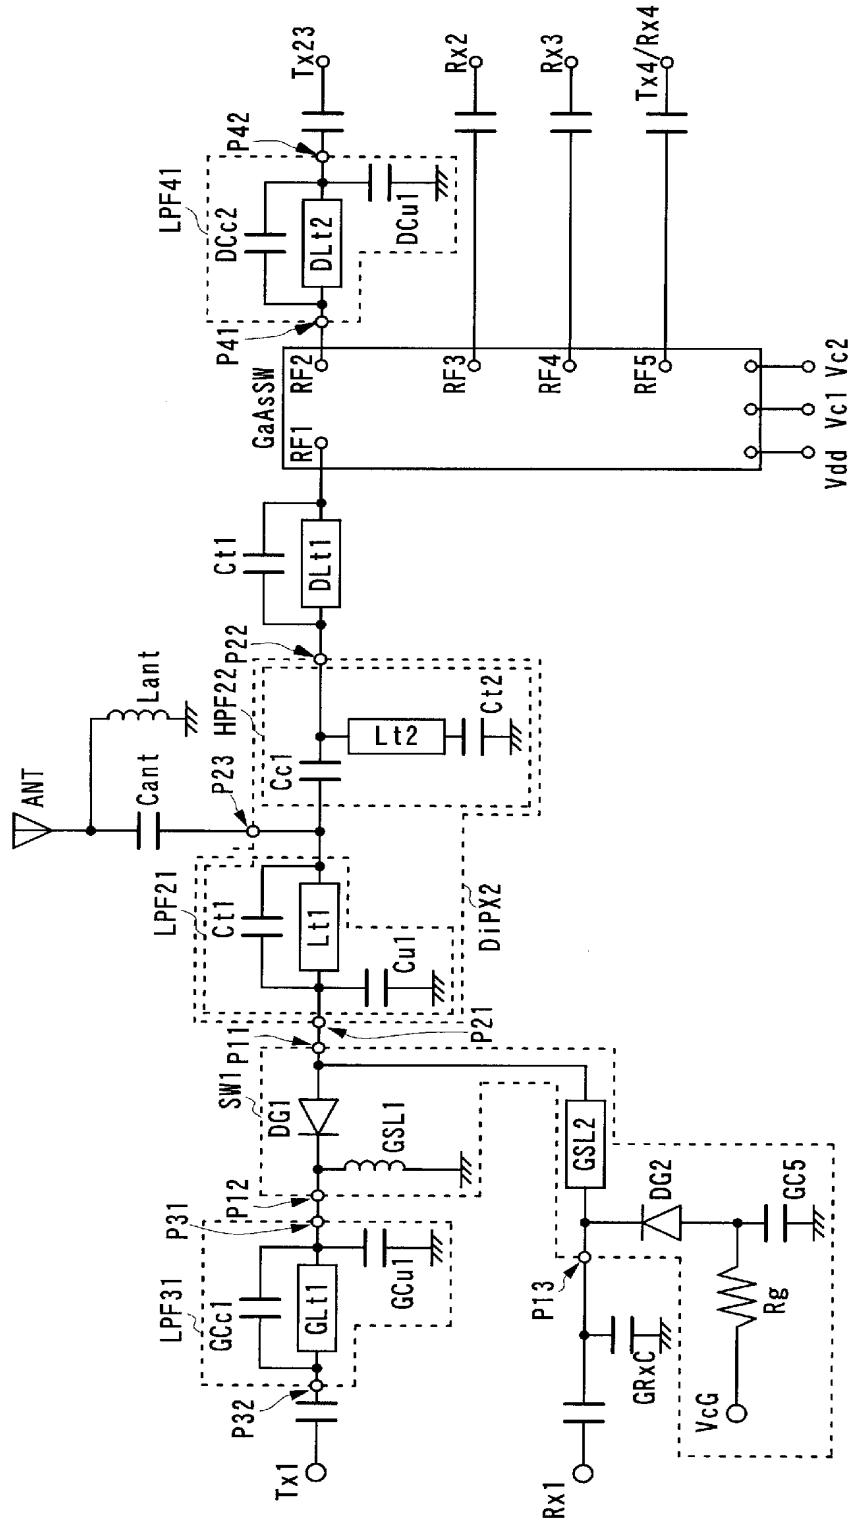 Tx1
P32
LPF31
GCc1
GLt1
GCu1
P31
P12
SW1
DG1
GSL1
P11
P21
LPF21
Ct1
Lt1
Cu1
DiPX2
ANT
Cant
Lant
P23
HPF22
Cc1
Lt2
Ct2
P22
Ct1
DLt1
GaAsSW
RF1
RF2
RF3
RF4
RF5
Vdd
Vc1
Vc2
P41
LPF41
DCc2
DLt2
DCu1
P42
Tx23
Rx2
Rx3
Tx4/Rx4
Rx1
GRxC
P13
GSL2
DG2
GC5
Rg
VcG